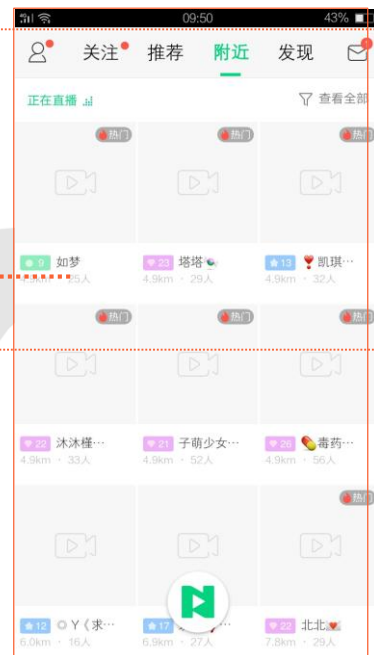 09:50 43%
关注 推荐 附近 发现
正在直播 查看全部
热门 热门 热门
9 如梦 23 塔塔 13 凯琪…
4.9km · 25人 4.9km · 29人 4.9km · 32人
热门 热门 热门
22 沐沐槿… 21 子萌少女… 26 毒药…
4.9km · 33人 4.9km · 52人 4.9km · 56人
热门
12 Y《求… 17 22 北北
6.0km · 16人 6.9km · 27人 7.8km · 29人